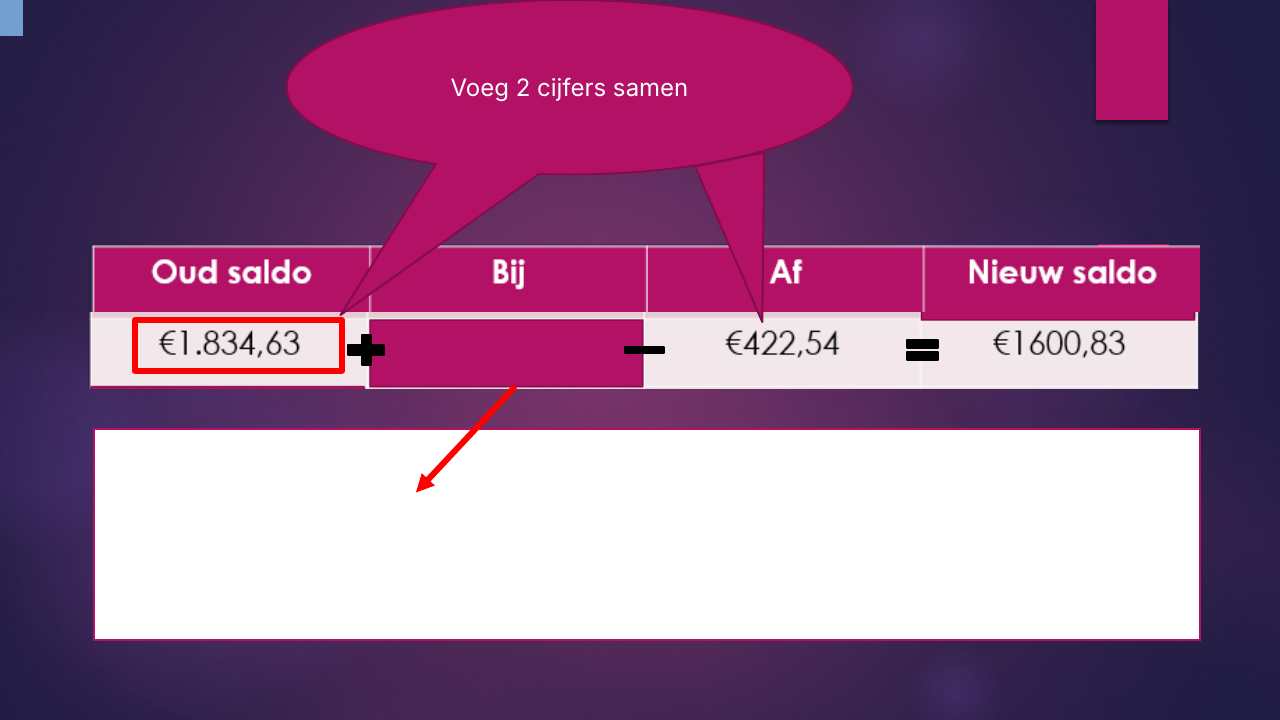 Voeg 2 cijfers samen
Oud saldo Bij Af Nieuw saldo
€1.834,63 + − €422,54 = €1600,83